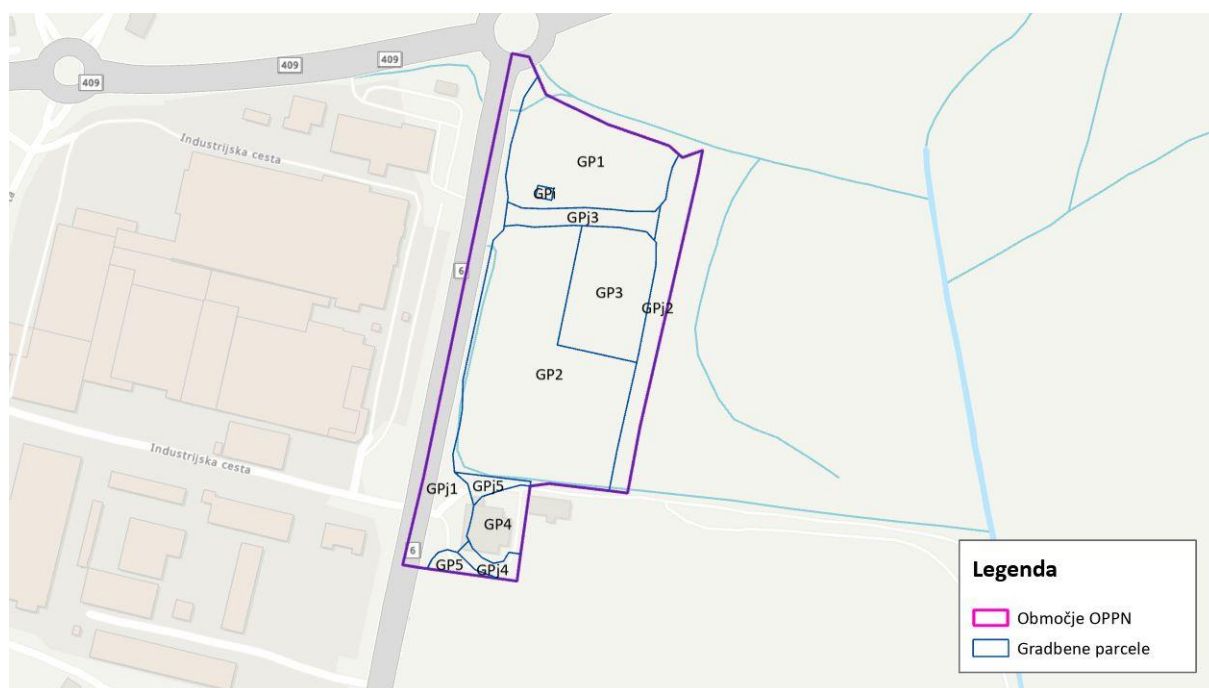 409
409
409
Industrijska cesta
GP1
GPi
GPj3
6
GP3
GPj2
GP2
Industrijska cesta
GPj1
GPj5
GP4
6
GP5
GPj4
Legenda
Območje OPPN
Gradbene parcele